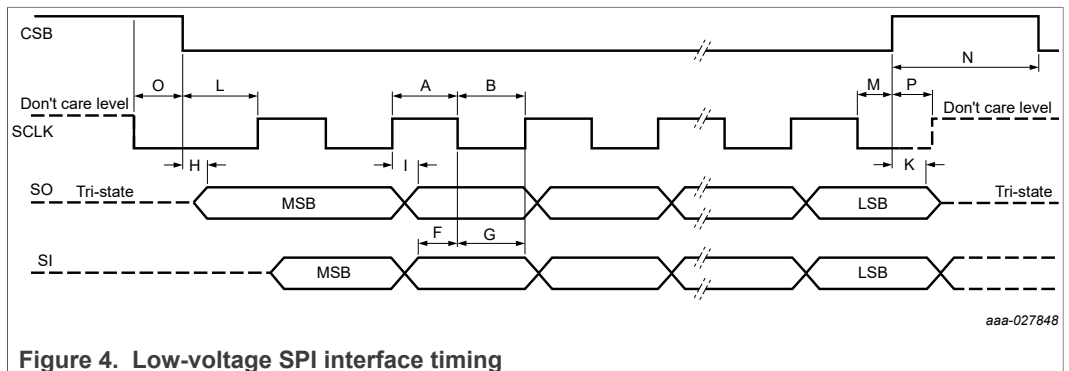 CSB
N
O L A B M P
Don't care level Don't care level
SCLK
H I K
SO Tri-state MSB LSB Tri-state
F G
SI MSB LSB
aaa-027848
Figure 4. Low-voltage SPI interface timing